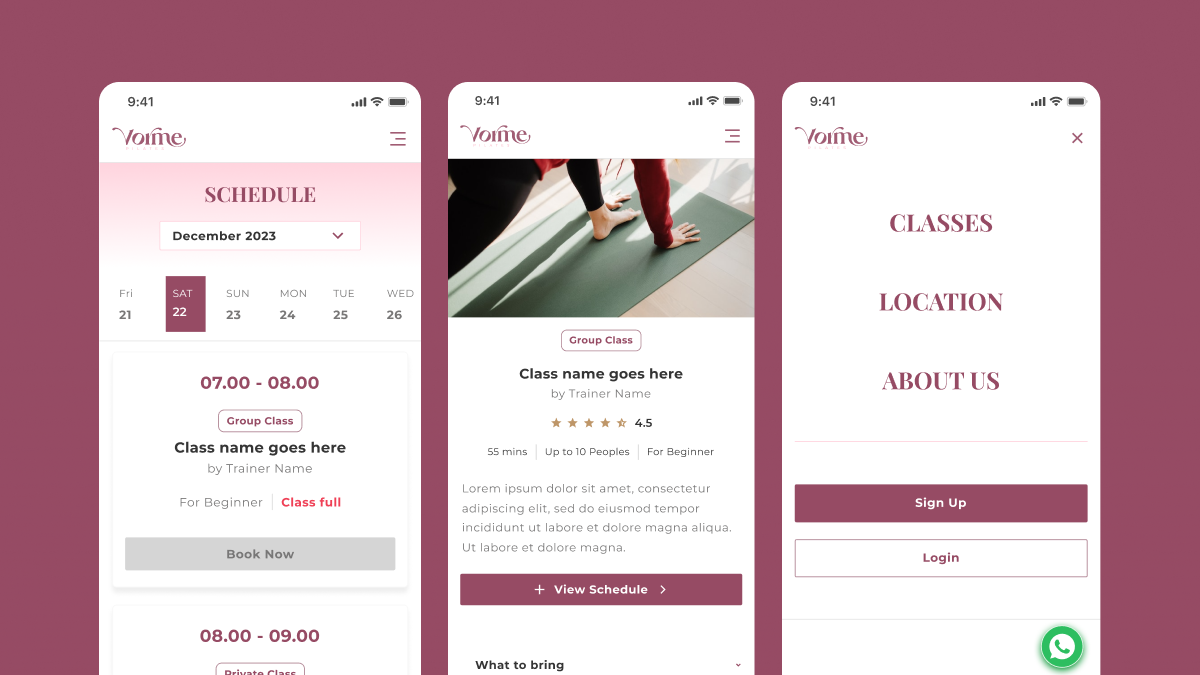 9:41
Vorme
SCHEDULE
December 2023
Fri SAT SUN MON TUE WED
21 22 23 24 25 26
07.00 - 08.00
Group Class
Class name goes here
by Trainer Name
For Beginner Class full
Book Now
08.00 - 09.00
Private Class
9:41
Vorme
Group Class
Class name goes here
by Trainer Name
4.5
55 mins Up to 10 Peoples For Beginner
Lorem ipsum dolor sit amet, consectetur
adipiscing elit, sed do eiusmod tempor
incididunt ut labore et dolore magna aliqua.
Ut labore et dolore magna.
+ View Schedule >
What to bring
9:41
Vorme
CLASSES
LOCATION
ABOUT US
Sign Up
Login